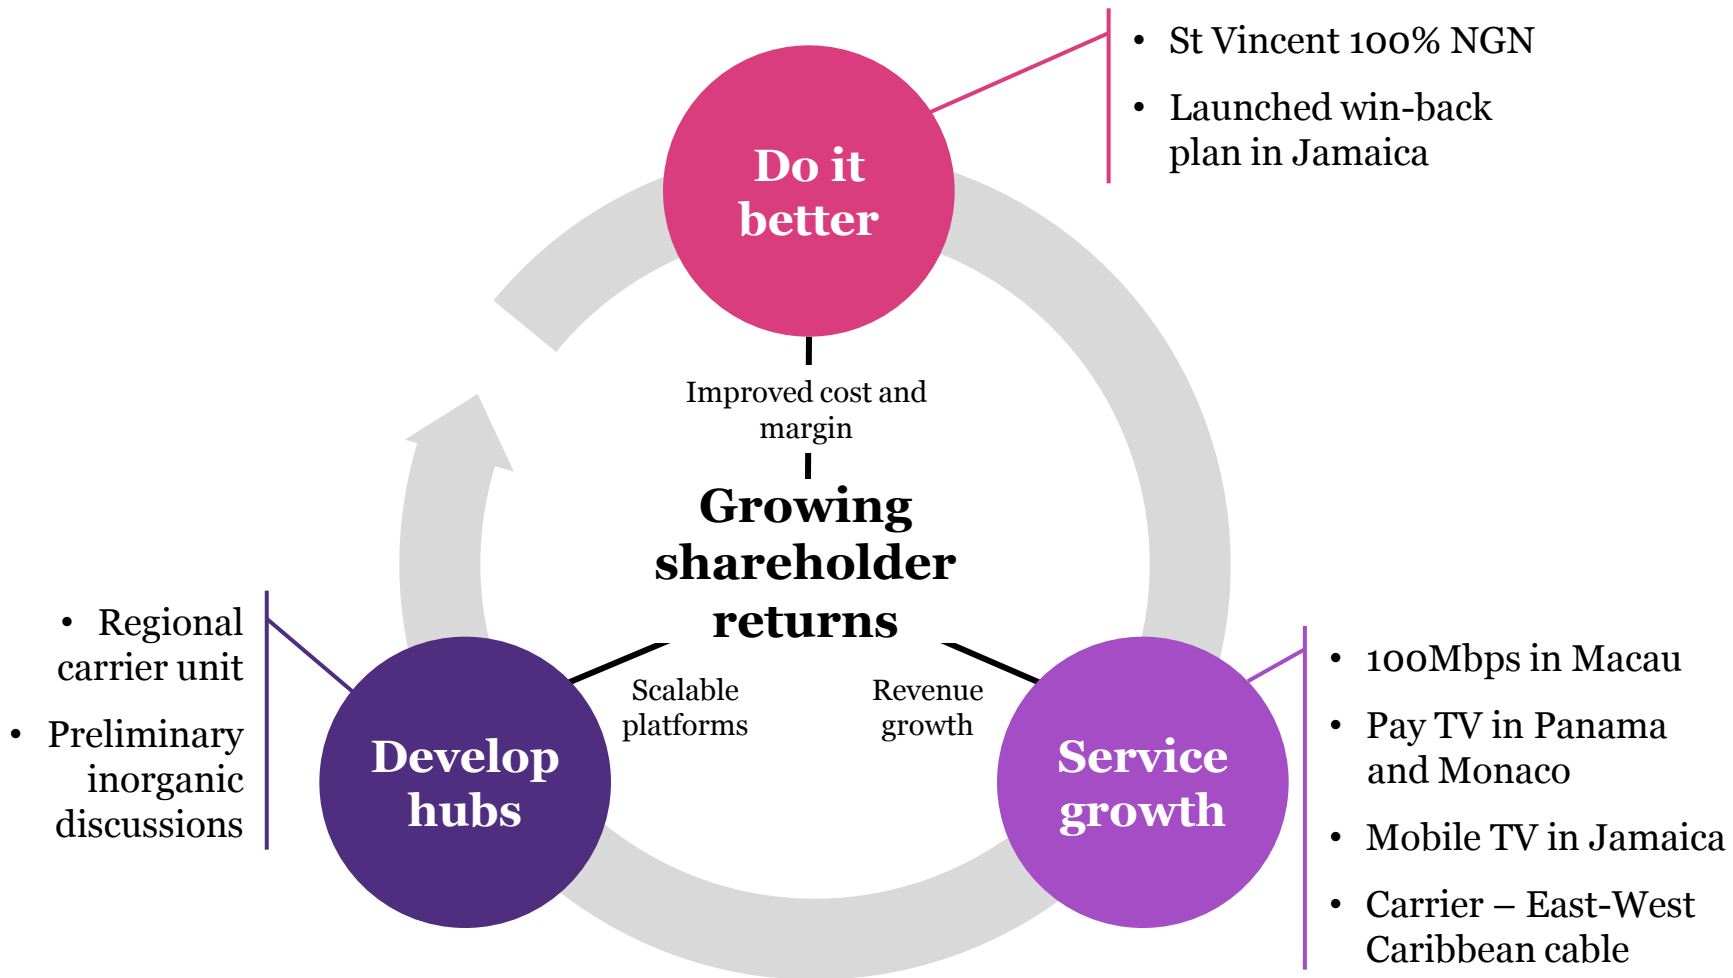 • St Vincent 100% NGN
• Launched win-back
plan in Jamaica
Do it
better
Improved cost and
margin
Growing
shareholder
returns
Scalable
platforms
Revenue
growth
• Regional
carrier unit
• Preliminary
inorganic
discussions
Develop
hubs
Service
growth
• 100Mbps in Macau
• Pay TV in Panama
and Monaco
• Mobile TV in Jamaica
• Carrier – East-West
Caribbean cable